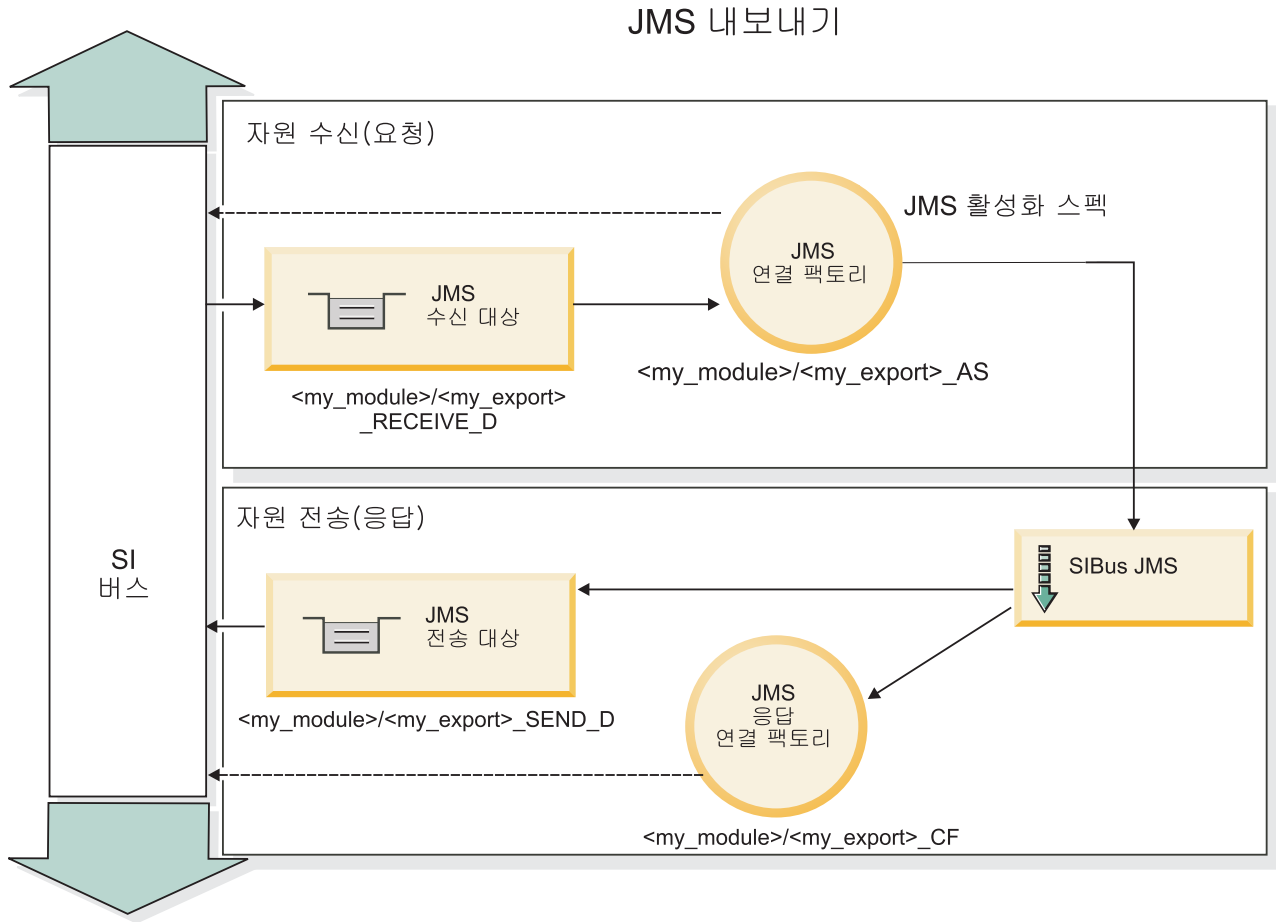 JMS 내보내기
자원 수신(요청)
JMS 활성화 스펙
JMS
연결 팩토리
JMS
수신 대상
<my_module>/<my_export>_AS
<my_module>/<my_export>
_RECEIVE_D
자원 전송(응답)
SI
버스
SIBus JMS
JMS
전송 대상
<my_module>/<my_export>_SEND_D
JMS
응답
연결 팩토리
<my_module>/<my_export>_CF